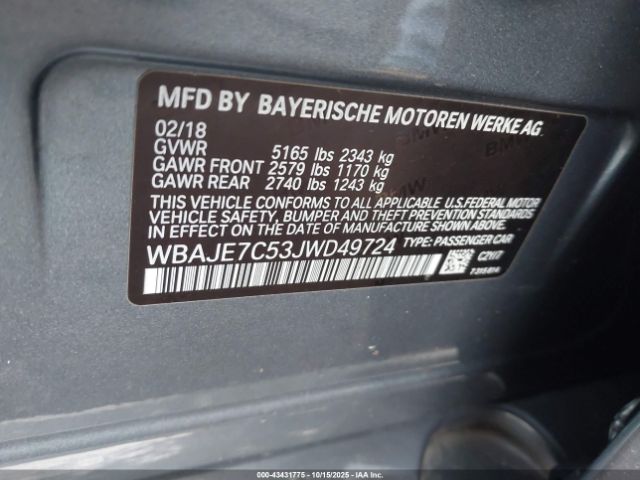 MFD BY BAYERISCHE MOTOREN WERKE AG
02/18
GVWR 5165 lbs 2343 kg
GAWR FRONT 2579 lbs 1170 kg
GAWR REAR 2740 lbs 1243 kg
THIS VEHICLE CONFORMS TO ALL APPLICABLE U.S.FEDERAL MOTOR
VEHICLE SAFETY, BUMPER AND THEFT PREVENTION STANDARDS
IN EFFECT ON THE DATE OF MANUFACTURE SHOWN ABOVE.
WBAJE7C53JWD49724 TYPE: PASSENGER CAR
000-43431775 - 10/15/2025 - IAAI.COM